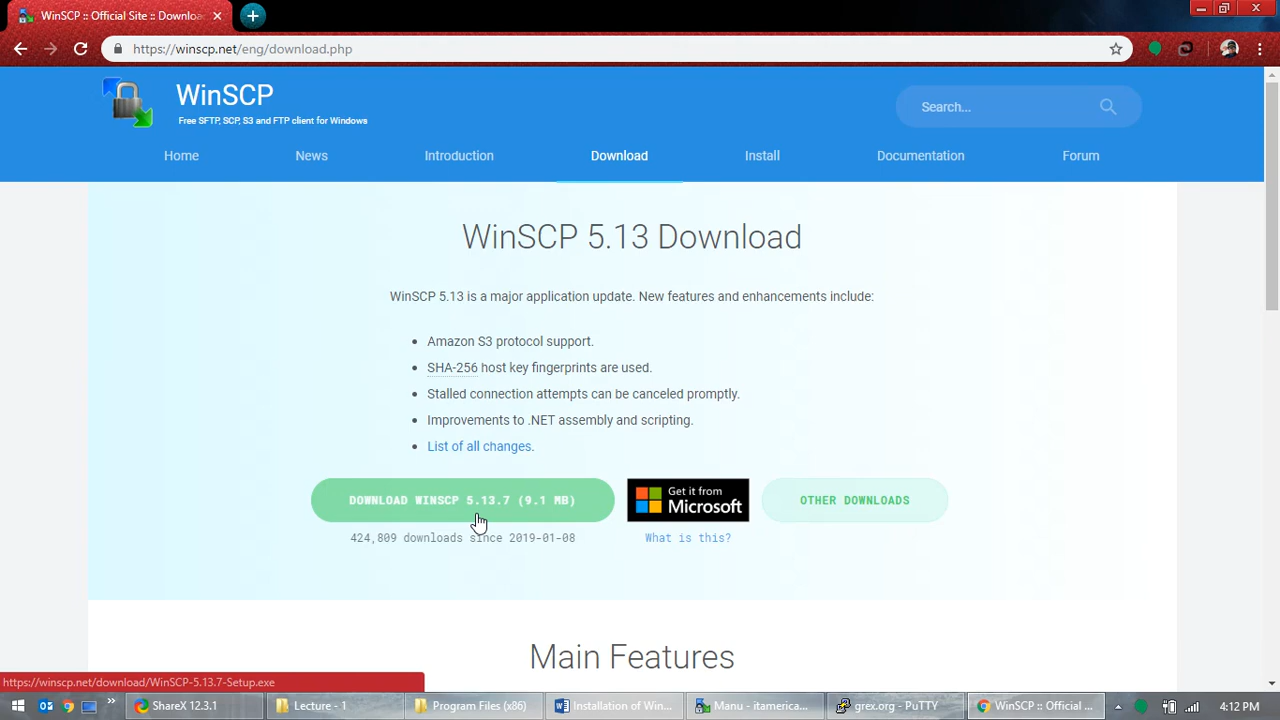 WinSCP :: Official Site :: Downloa
https://winscp.net/eng/download.php
WinSCP
Free SFTP, SCP, S3 and FTP client for Windows
Search...
Home
News
Introduction
Download
Install
Documentation
Forum
WinSCP 5.13 Download
WinSCP 5.13 is a major application update. New features and enhancements include:
Amazon S3 protocol support.
SHA-256 host key fingerprints are used.
Stalled connection attempts can be canceled promptly.
Improvements to .NET assembly and scripting.
List of all changes.
DOWNLOAD WINSCP 5.13.7 (9.1 MB)
Get it from
Microsoft
OTHER DOWNLOADS
424,809 downloads since 2019-01-08
What is this?
Main Features
https://winscp.net/download/WinSCP-5.13.7-Setup.exe
ShareX 12.3.1
Lecture - 1
Program Files (x86)
Installation of Win...
Manu - itamerica...
grex.org - PuTTY
WinSCP :: Official ...
4:12 PM